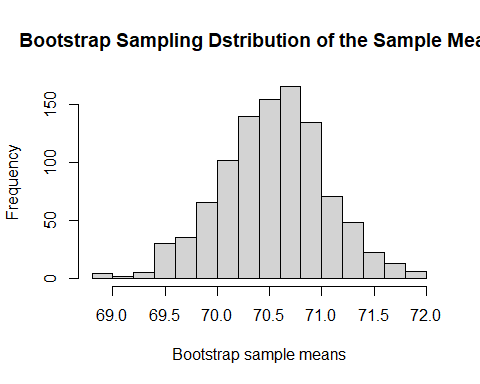 Bootstrap Sampling Dstribution of the Sample Mea
150
100
50
0
Frequency
69.0 69.5 70.0 70.5 71.0 71.5 72.0
Bootstrap sample means